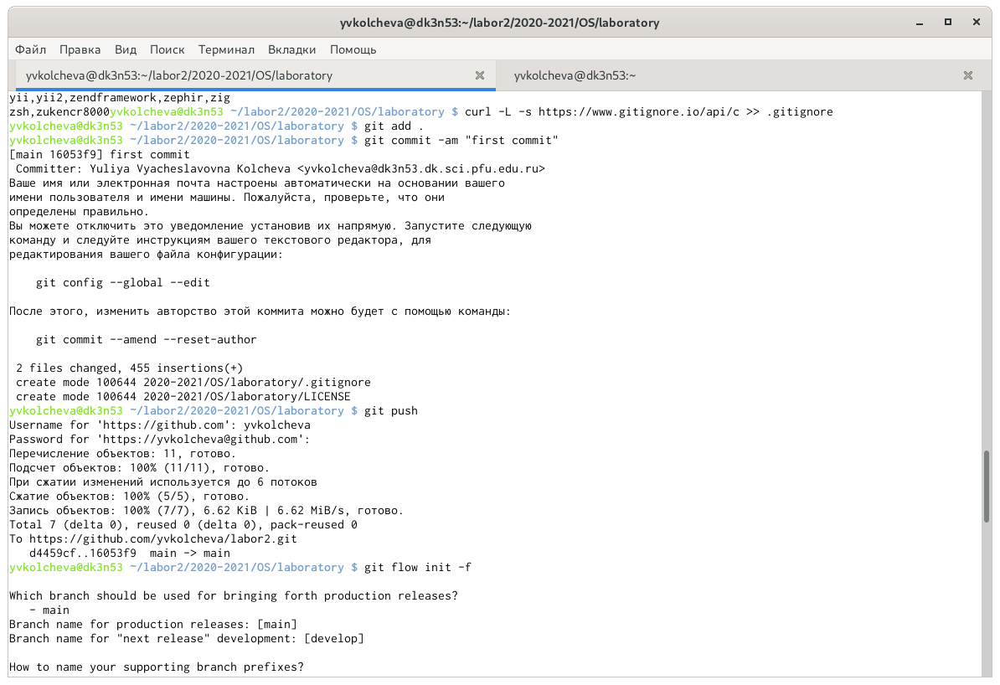 yvkolcheva@dk3n53:~/labor2/2020-2021/OS/laboratory
Файл Правка Вид Поиск Терминал Вкладки Помощь
yvkolcheva@dk3n53:~/labor2/2020-2021/OS/laboratory yvkolcheva@dk3n53:~
yii,yii2,zendframework,zephir,zig
zsh,zukencr8000yvkolcheva@dk3n53 ~/labor2/2020-2021/OS/laboratory $ curl -L -s https://www.gitignore.io/api/c >> .gitignore
yvkolcheva@dk3n53 ~/labor2/2020-2021/OS/laboratory $ git add .
yvkolcheva@dk3n53 ~/labor2/2020-2021/OS/laboratory $ git commit -am "first commit"
[main 16053f9] first commit
 Committer: Yuliya Vyacheslavovna Kolcheva <yvkolcheva@dk3n53.dk.sci.pfu.edu.ru>
Ваше имя или электронная почта настроены автоматически на основании вашего
имени пользователя и имени машины. Пожалуйста, проверьте, что они
определены правильно.
Вы можете отключить это уведомление установив их напрямую. Запустите следующую
команду и следуйте инструкциям вашего текстового редактора, для
редактирования вашего файла конфигурации:
    git config --global --edit
После этого, изменить авторство этой коммита можно будет с помощью команды:
    git commit --amend --reset-author
 2 files changed, 455 insertions(+)
 create mode 100644 2020-2021/OS/laboratory/.gitignore
 create mode 100644 2020-2021/OS/laboratory/LICENSE
yvkolcheva@dk3n53 ~/labor2/2020-2021/OS/laboratory $ git push
Username for 'https://github.com': yvkolcheva
Password for 'https://yvkolcheva@github.com':
Перечисление объектов: 11, готово.
Подсчет объектов: 100% (11/11), готово.
При сжатии изменений используется до 6 потоков
Сжатие объектов: 100% (5/5), готово.
Запись объектов: 100% (7/7), 6.62 KiB | 6.62 MiB/s, готово.
Total 7 (delta 0), reused 0 (delta 0), pack-reused 0
To https://github.com/yvkolcheva/labor2.git
   d4459cf..16053f9  main -> main
yvkolcheva@dk3n53 ~/labor2/2020-2021/OS/laboratory $ git flow init -f
Which branch should be used for bringing forth production releases?
   - main
Branch name for production releases: [main]
Branch name for "next release" development: [develop]
How to name your supporting branch prefixes?